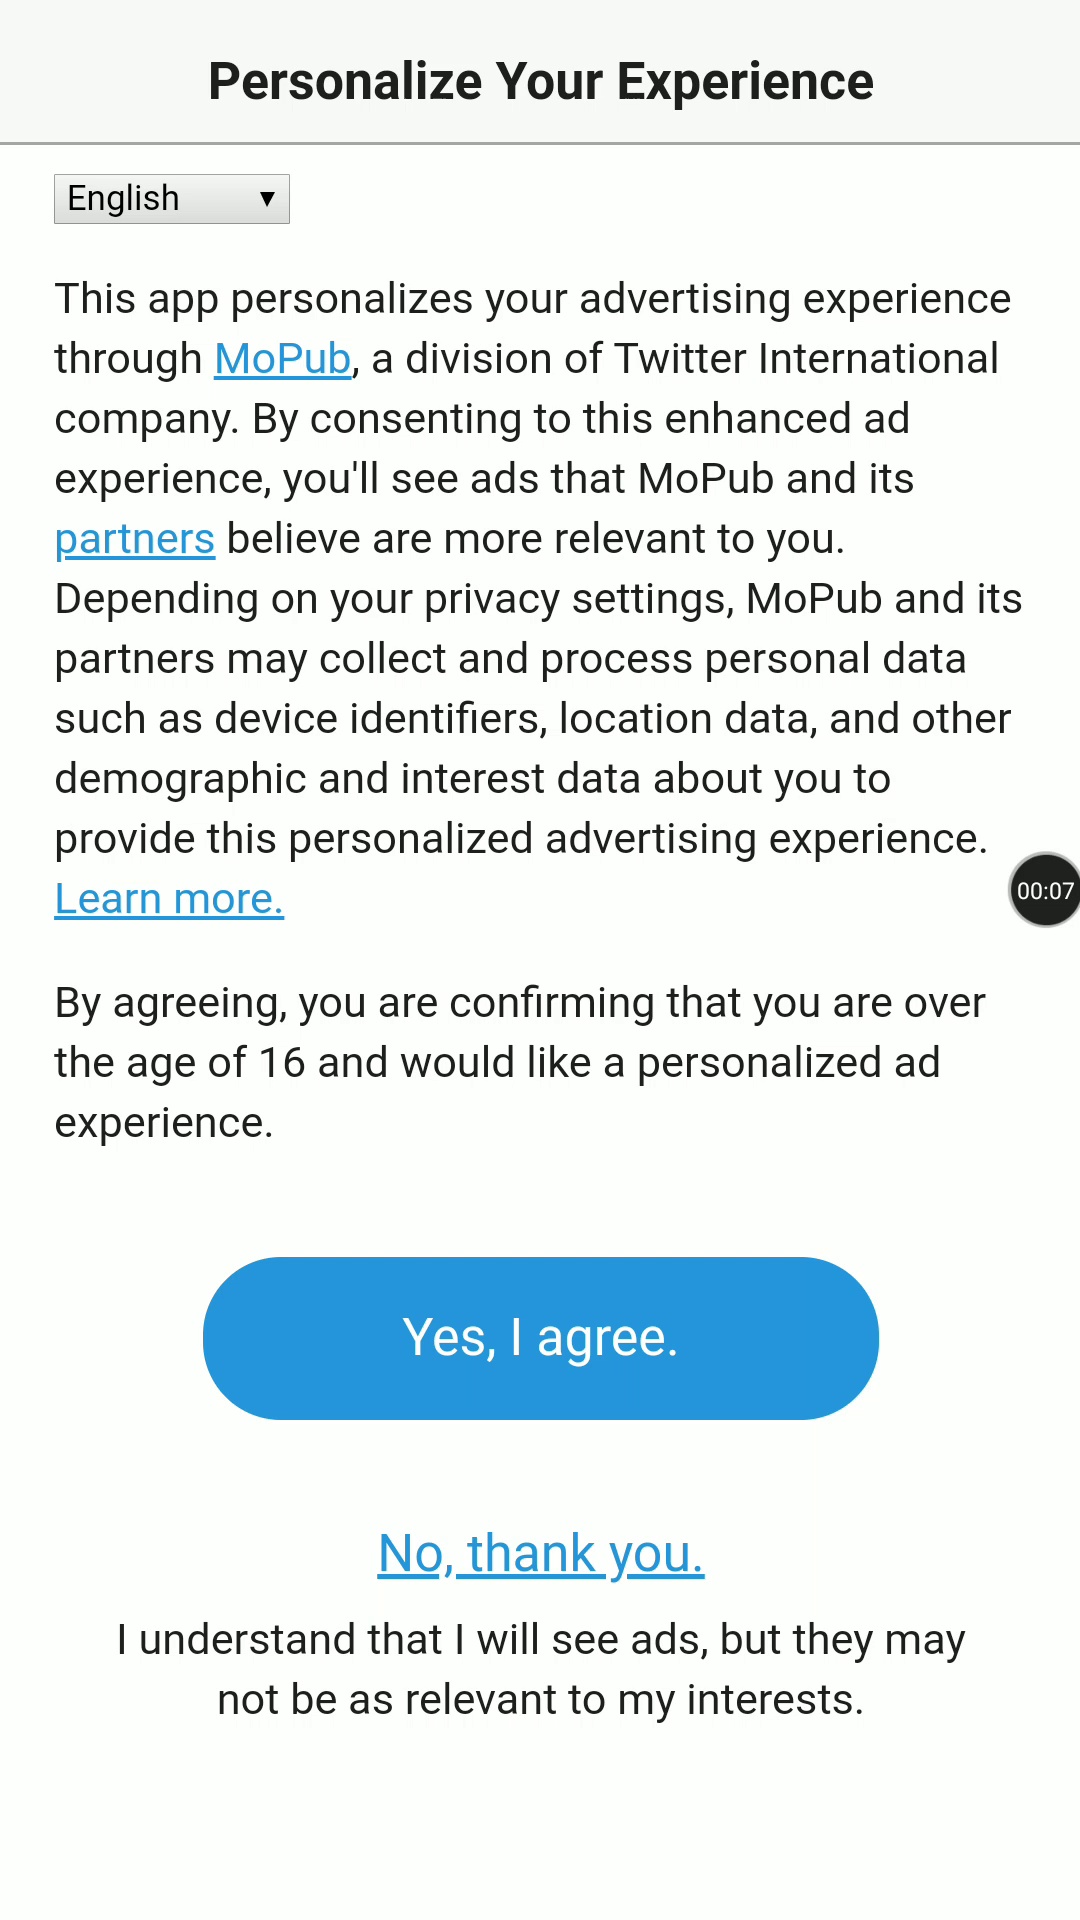 Personalize Your Experience
English ▼
This app personalizes your advertising experience
through MoPub, a division of Twitter International
company. By consenting to this enhanced ad
experience, you'll see ads that MoPub and its
partners believe are more relevant to you.
Depending on your privacy settings, MoPub and its
partners may collect and process personal data
such as device identifiers, location data, and other
demographic and interest data about you to
provide this personalized advertising experience.
Learn more.
00:07
By agreeing, you are confirming that you are over
the age of 16 and would like a personalized ad
experience.
Yes, I agree.
No, thank you.
I understand that I will see ads, but they may
not be as relevant to my interests.